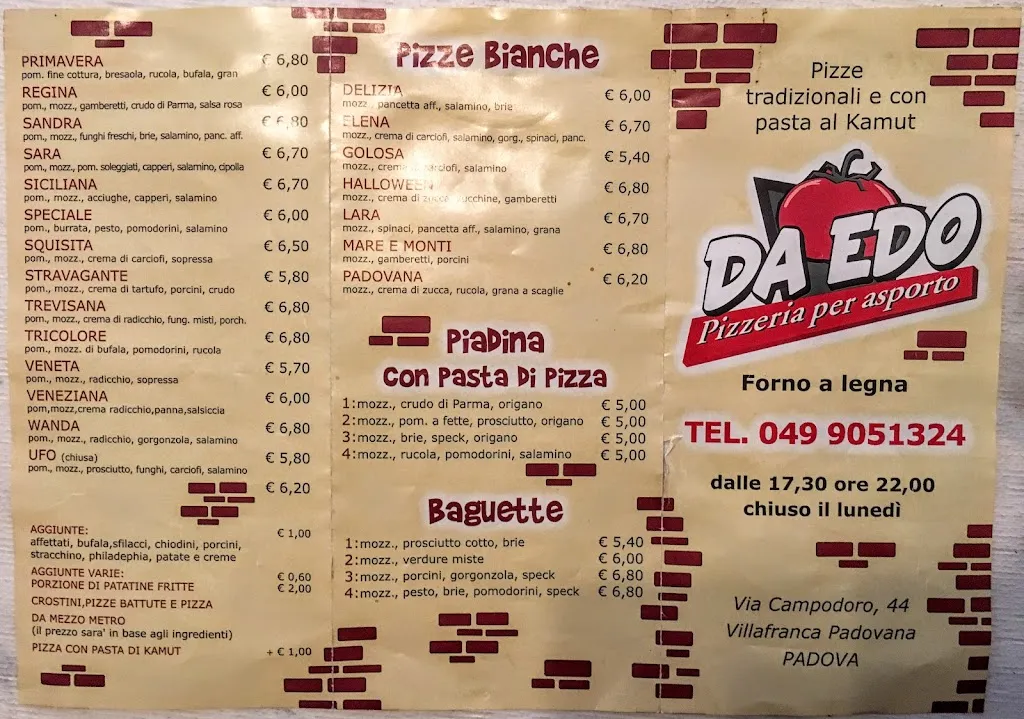 PRIMAVERA € 6,80
pom. fine cottura, bresaola, rucola, bufala, gran
REGINA € 6,00
pom., mozz., gamberetti, crudo di Parma, salsa rosa
SANDRA € 6,80
pom., mozz., funghi freschi, brie, salamino, panc. aff.
SARA € 6,70
pom., mozz., pom. soleggiati, capperi, salamino, cipolla
SICILIANA € 6,70
pom., mozz., acciughe, capperi, salamino
SPECIALE € 6,00
pom., burrata, pesto, pomodorini, salamino
SQUISITA € 6,50
pom., mozz., crema di carciofi, sopressa
STRAVAGANTE € 5,80
pom., mozz., crema di tartufo, porcini, crudo
TREVISANA € 6,80
pom., mozz., crema di radicchio, fung. misti, porch.
TRICOLORE € 6,80
pom., mozz. di bufala, pomodorini, rucola
VENETA € 5,70
pom., mozz., radicchio, sopressa
VENEZIANA € 6,00
pom,mozz,crema radicchio,panna,salsiccia
WANDA € 6,80
pom., mozz., radicchio, gorgonzola, salamino
UFO (chiusa) € 5,80
pom., mozz., prosciutto, funghi, carciofi, salamino
€ 6,20
AGGIUNTE: € 1,00
affettati, bufala,sfilacci, chiodini, porcini,
stracchino, philadephia, patate e creme
AGGIUNTE VARIE: € 0,60
PORZIONE DI PATATINE FRITTE € 2,00
CROSTINI,PIZZE BATTUTE E PIZZA
DA MEZZO METRO
(il prezzo sara' in base agli ingredienti)
PIZZA CON PASTA DI KAMUT + € 1,00
Pizze Bianche
DELIZIA € 6,00
mozz., pancetta aff., salamino, brie
ELENA € 6,70
mozz., crema di carciofi, salamino, gorg., spinaci, panc.
GOLOSA € 5,40
mozz., crema carciofi, salamino
HALLOWEEN € 6,80
mozz., crema di zucca, zucchine, gamberetti
LARA € 6,70
mozz., spinaci, pancetta aff., salamino, grana
MARE E MONTI € 6,80
mozz., gamberetti, porcini
PADOVANA € 6,20
mozz., crema di zucca, rucola, grana a scaglie
Piadina
Con Pasta Di Pizza
1:mozz., crudo di Parma, origano € 5,00
2:mozz., pom. a fette, prosciutto, origano € 5,00
3:mozz., brie, speck, origano € 5,00
4:mozz., rucola, pomodorini, salamino € 5,00
Baguette
1:mozz., prosciutto cotto, brie € 5,40
2:mozz., verdure miste € 6,00
3:mozz., porcini, gorgonzola, speck € 6,80
4:mozz., pesto, brie, pomodorini, speck € 6,80
Pizze
tradizionali e con
pasta al Kamut
DA EDO
Pizzeria per asporto
Forno a legna
TEL. 049 9051324
dalle 17,30 ore 22,00
chiuso il lunedì
Via Campodoro, 44
Villafranca Padovana
PADOVA